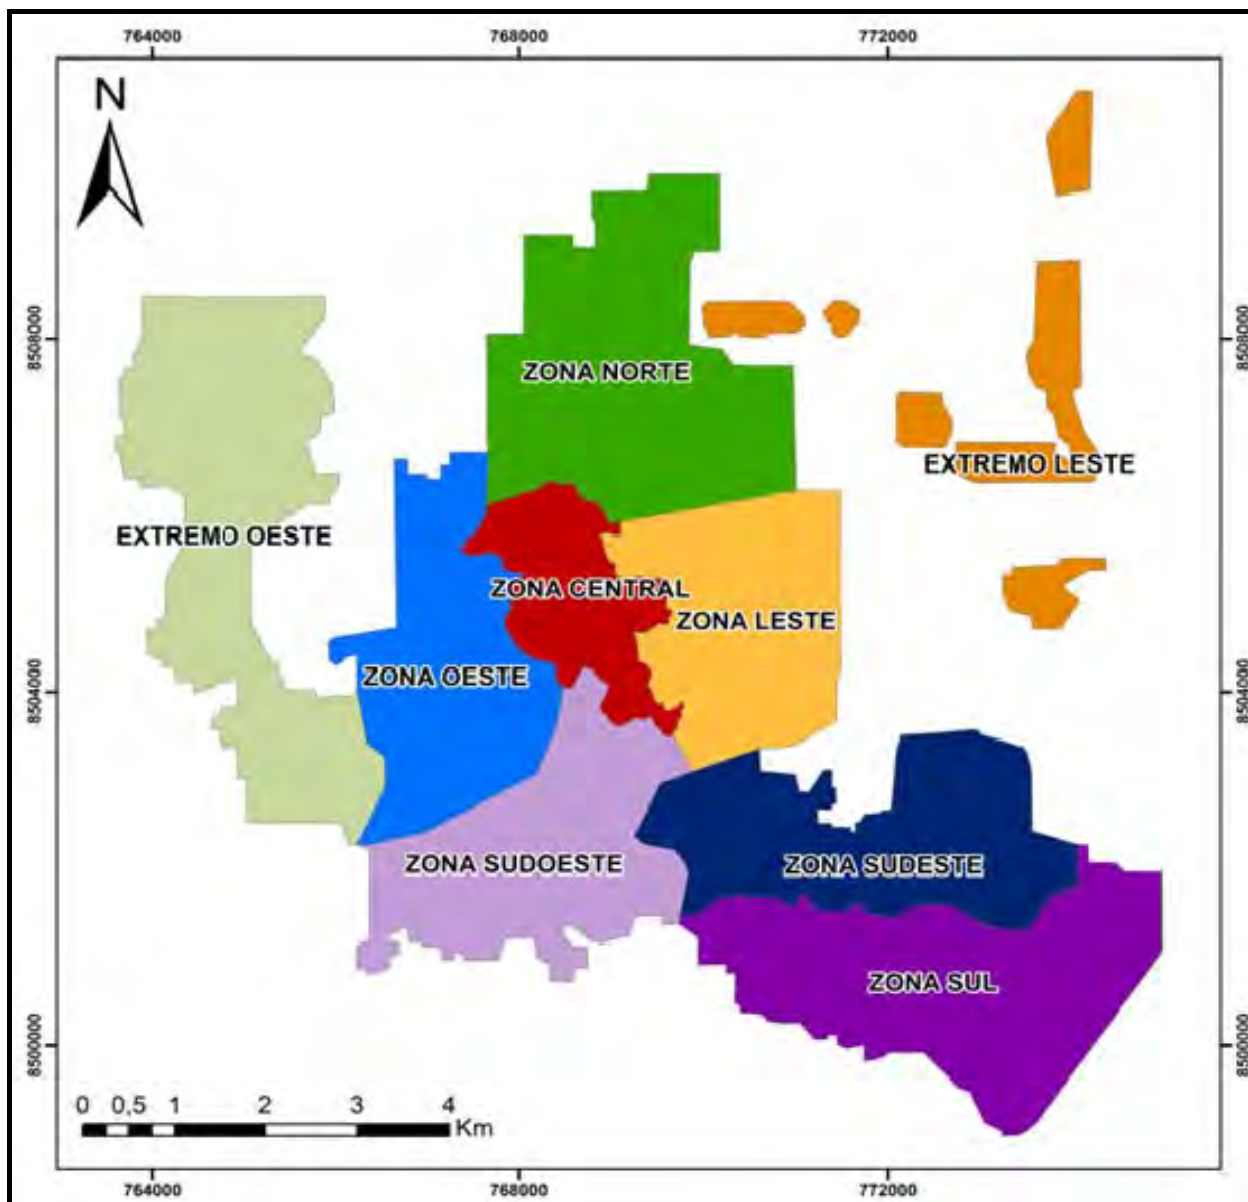 764000 768000 772000
N
8508000 8508000
ZONA NORTE
EXTREMO LESTE
EXTREMO OESTE
ZONA CENTRAL
ZONA LESTE
ZONA OESTE
8504000 8504000
ZONA SUDOESTE
ZONA SUDESTE
ZONA SUL
8500000 8500000
0 0,5 1 2 3 4
Km
764000 768000 772000